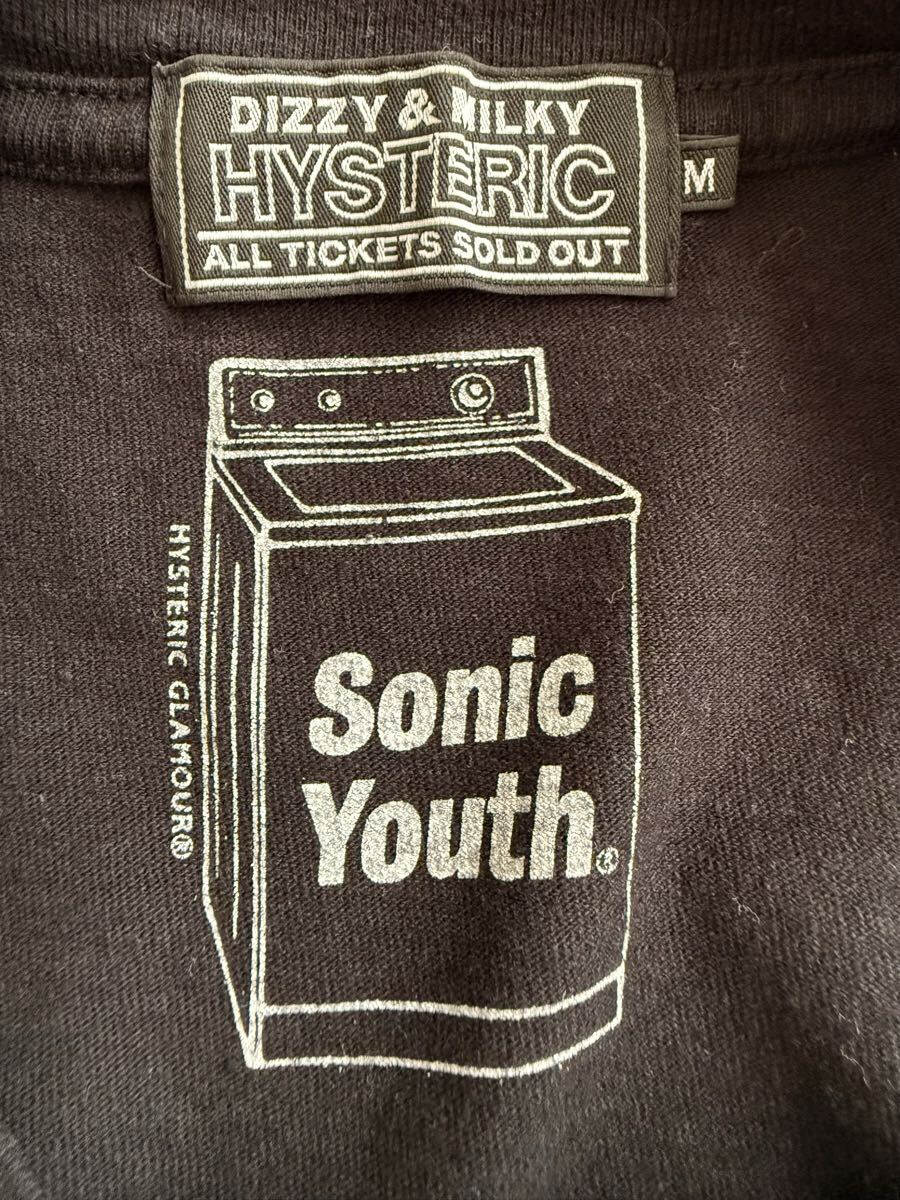 DIZZY & MILKY
HYSTERIC
ALL TICKETS SOLD OUT
M
HYSTERIC GLAMOUR®
Sonic
Youth®